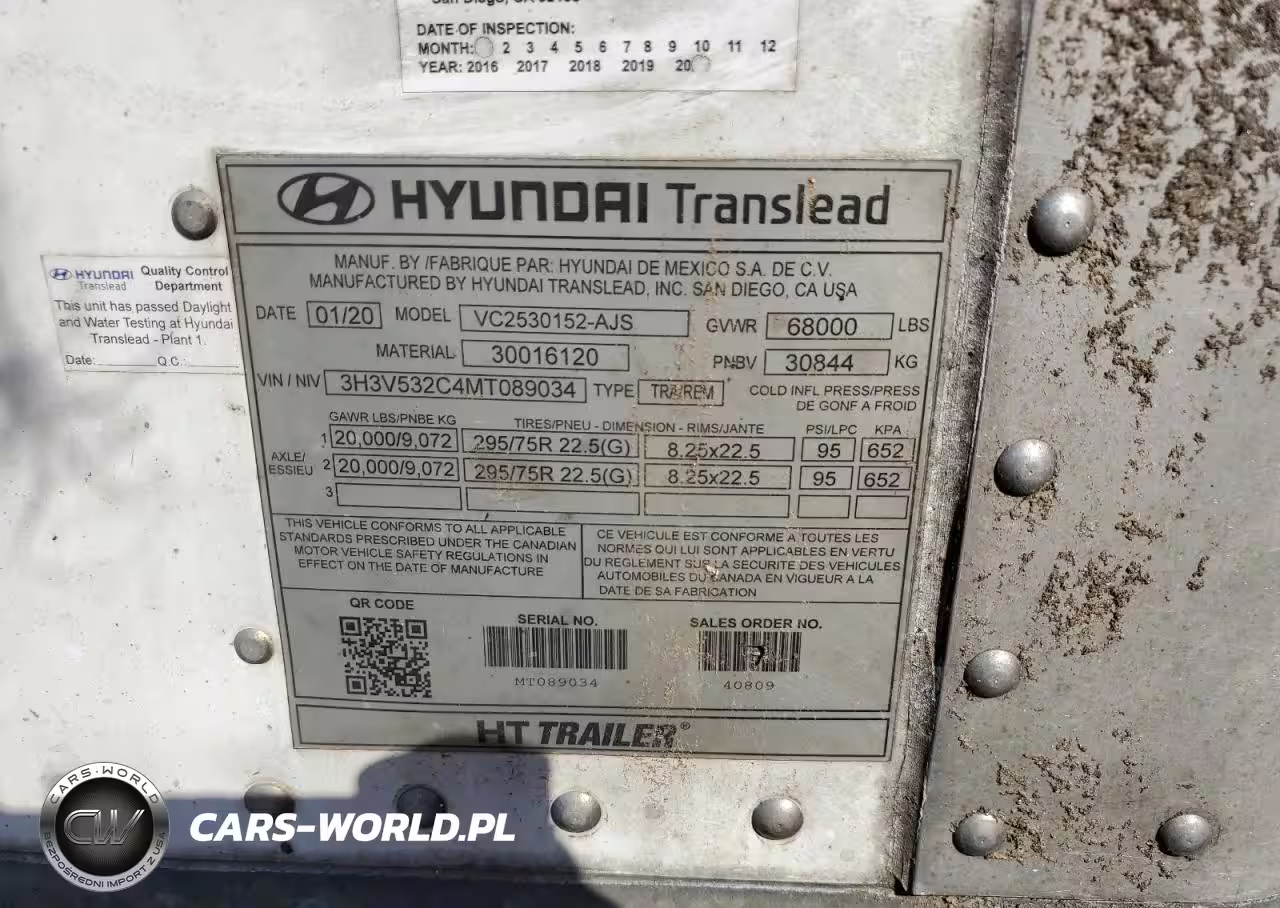 DATE OF INSPECTION:
MONTH: 2 3 4 5 6 7 8 9 10 11 12
YEAR: 2016 2017 2018 2019 20
HYUNDAI Translead
HYUNDAI Translead Quality Control Department
This unit has passed Daylight
and Water Testing at Hyundai
Translead - Plant 1.
Date: Q.C.:
MANUF. BY /FABRIQUE PAR: HYUNDAI DE MEXICO S.A. DE C.V.
MANUFACTURED BY HYUNDAI TRANSLEAD, INC. SAN DIEGO, CA USA
DATE 01/20 MODEL VC2530152-AJS GVWR 68000 LBS
MATERIAL 30016120 PNBV 30844 KG
VIN / NIV 3H3V532C4MT089034 TYPE TRA/REM COLD INFL PRESS/PRESS
DE GONF A FROID
GAWR LBS/PNBE KG TIRES/PNEU - DIMENSION - RIMS/JANTE PSI/LPC KPA
AXLE/
ESSIEU
1 20,000/9,072 295/75R 22.5(G) 8.25x22.5 95 652
2 20,000/9,072 295/75R 22.5(G) 8.25x22.5 95 652
3
THIS VEHICLE CONFORMS TO ALL APPLICABLE
STANDARDS PRESCRIBED UNDER THE CANADIAN
MOTOR VEHICLE SAFETY REGULATIONS IN
EFFECT ON THE DATE OF MANUFACTURE
CE VEHICULE EST CONFORME A TOUTES LES
NORMES QUI LUI SONT APPLICABLES EN VERTU
DU REGLEMENT SUR LA SECURITE DES VEHICULES
AUTOMOBILES DU CANADA EN VIGUEUR A LA
DATE DE SA FABRICATION
QR CODE
SERIAL NO.
MT089034
SALES ORDER NO.
40809
HT TRAILER®
CARS-WORLD
CW
BEZPOŚREDNI IMPORT Z USA
CARS-WORLD.PL